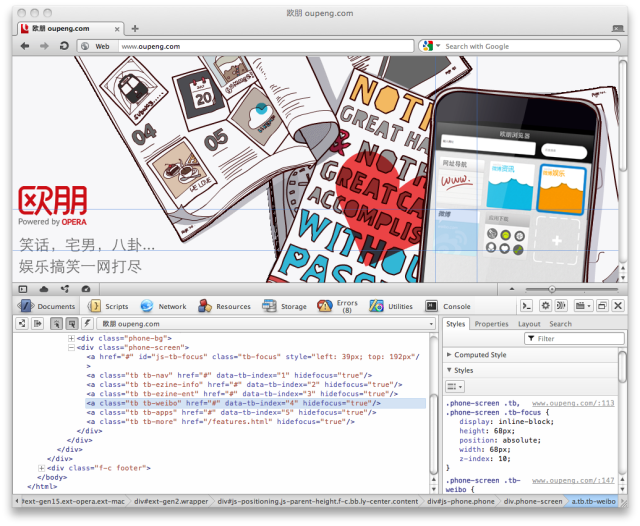 欧朋 oupeng.com
欧朋 oupeng.com
Web
www.oupeng.com
Search with Google
04
05
20
WE LOVE
NOTH
GREAT HA
NOTH
GREAT CA
ACCOMPLIS
WITHOU
PASS
欧朋浏览器
网址导航
www.
资讯
娱乐
微博
应用下载
欧朋
Powered by OPERA
笑话，宅男，八卦...
娱乐搞笑一网打尽
Documents
Scripts
Network
Resources
Storage
Errors (8)
Utilities
Console
欧朋 oupeng.com
Styles
Properties
Layout
Search
Filter
<div class="phone-bg">
<div class="phone-screen">
<a href="#" id="js-tb-focus" class="tb-focus" style="left: 39px; top: 192px"/
>
<a class="tb tb-nav" href="#" data-tb-index="1" hidefocus="true"/>
<a class="tb tb-ezine-info" href="#" data-tb-index="2" hidefocus="true"/>
<a class="tb tb-ezine-ent" href="#" data-tb-index="3" hidefocus="true"/>
<a class="tb tb-weibo" href="#" data-tb-index="4" hidefocus="true"/>
<a class="tb tb-apps" href="#" data-tb-index="5" hidefocus="true"/>
<a class="tb tb-more" href="/features.html" hidefocus="true"/>
</div>
</div>
</div>
<div class="f-c footer">
</body>
</html>
Computed Style
Styles
.phone-screen .tb, www.oupeng.com/:113
.phone-screen .tb-focus {
display: inline-block;
height: 68px;
position: absolute;
width: 68px;
z-index: 10;
}
.phone-screen .tb- www.oupeng.com/:147
weibo {
#ext-gen15.ext-opera.ext-mac
div#ext-gen2.wrapper
div#js-positioning.js-parent-height.f-c.bb.ly-center.content
div#js-phone.phone
div.phone-screen
a.tb.tb-weibo